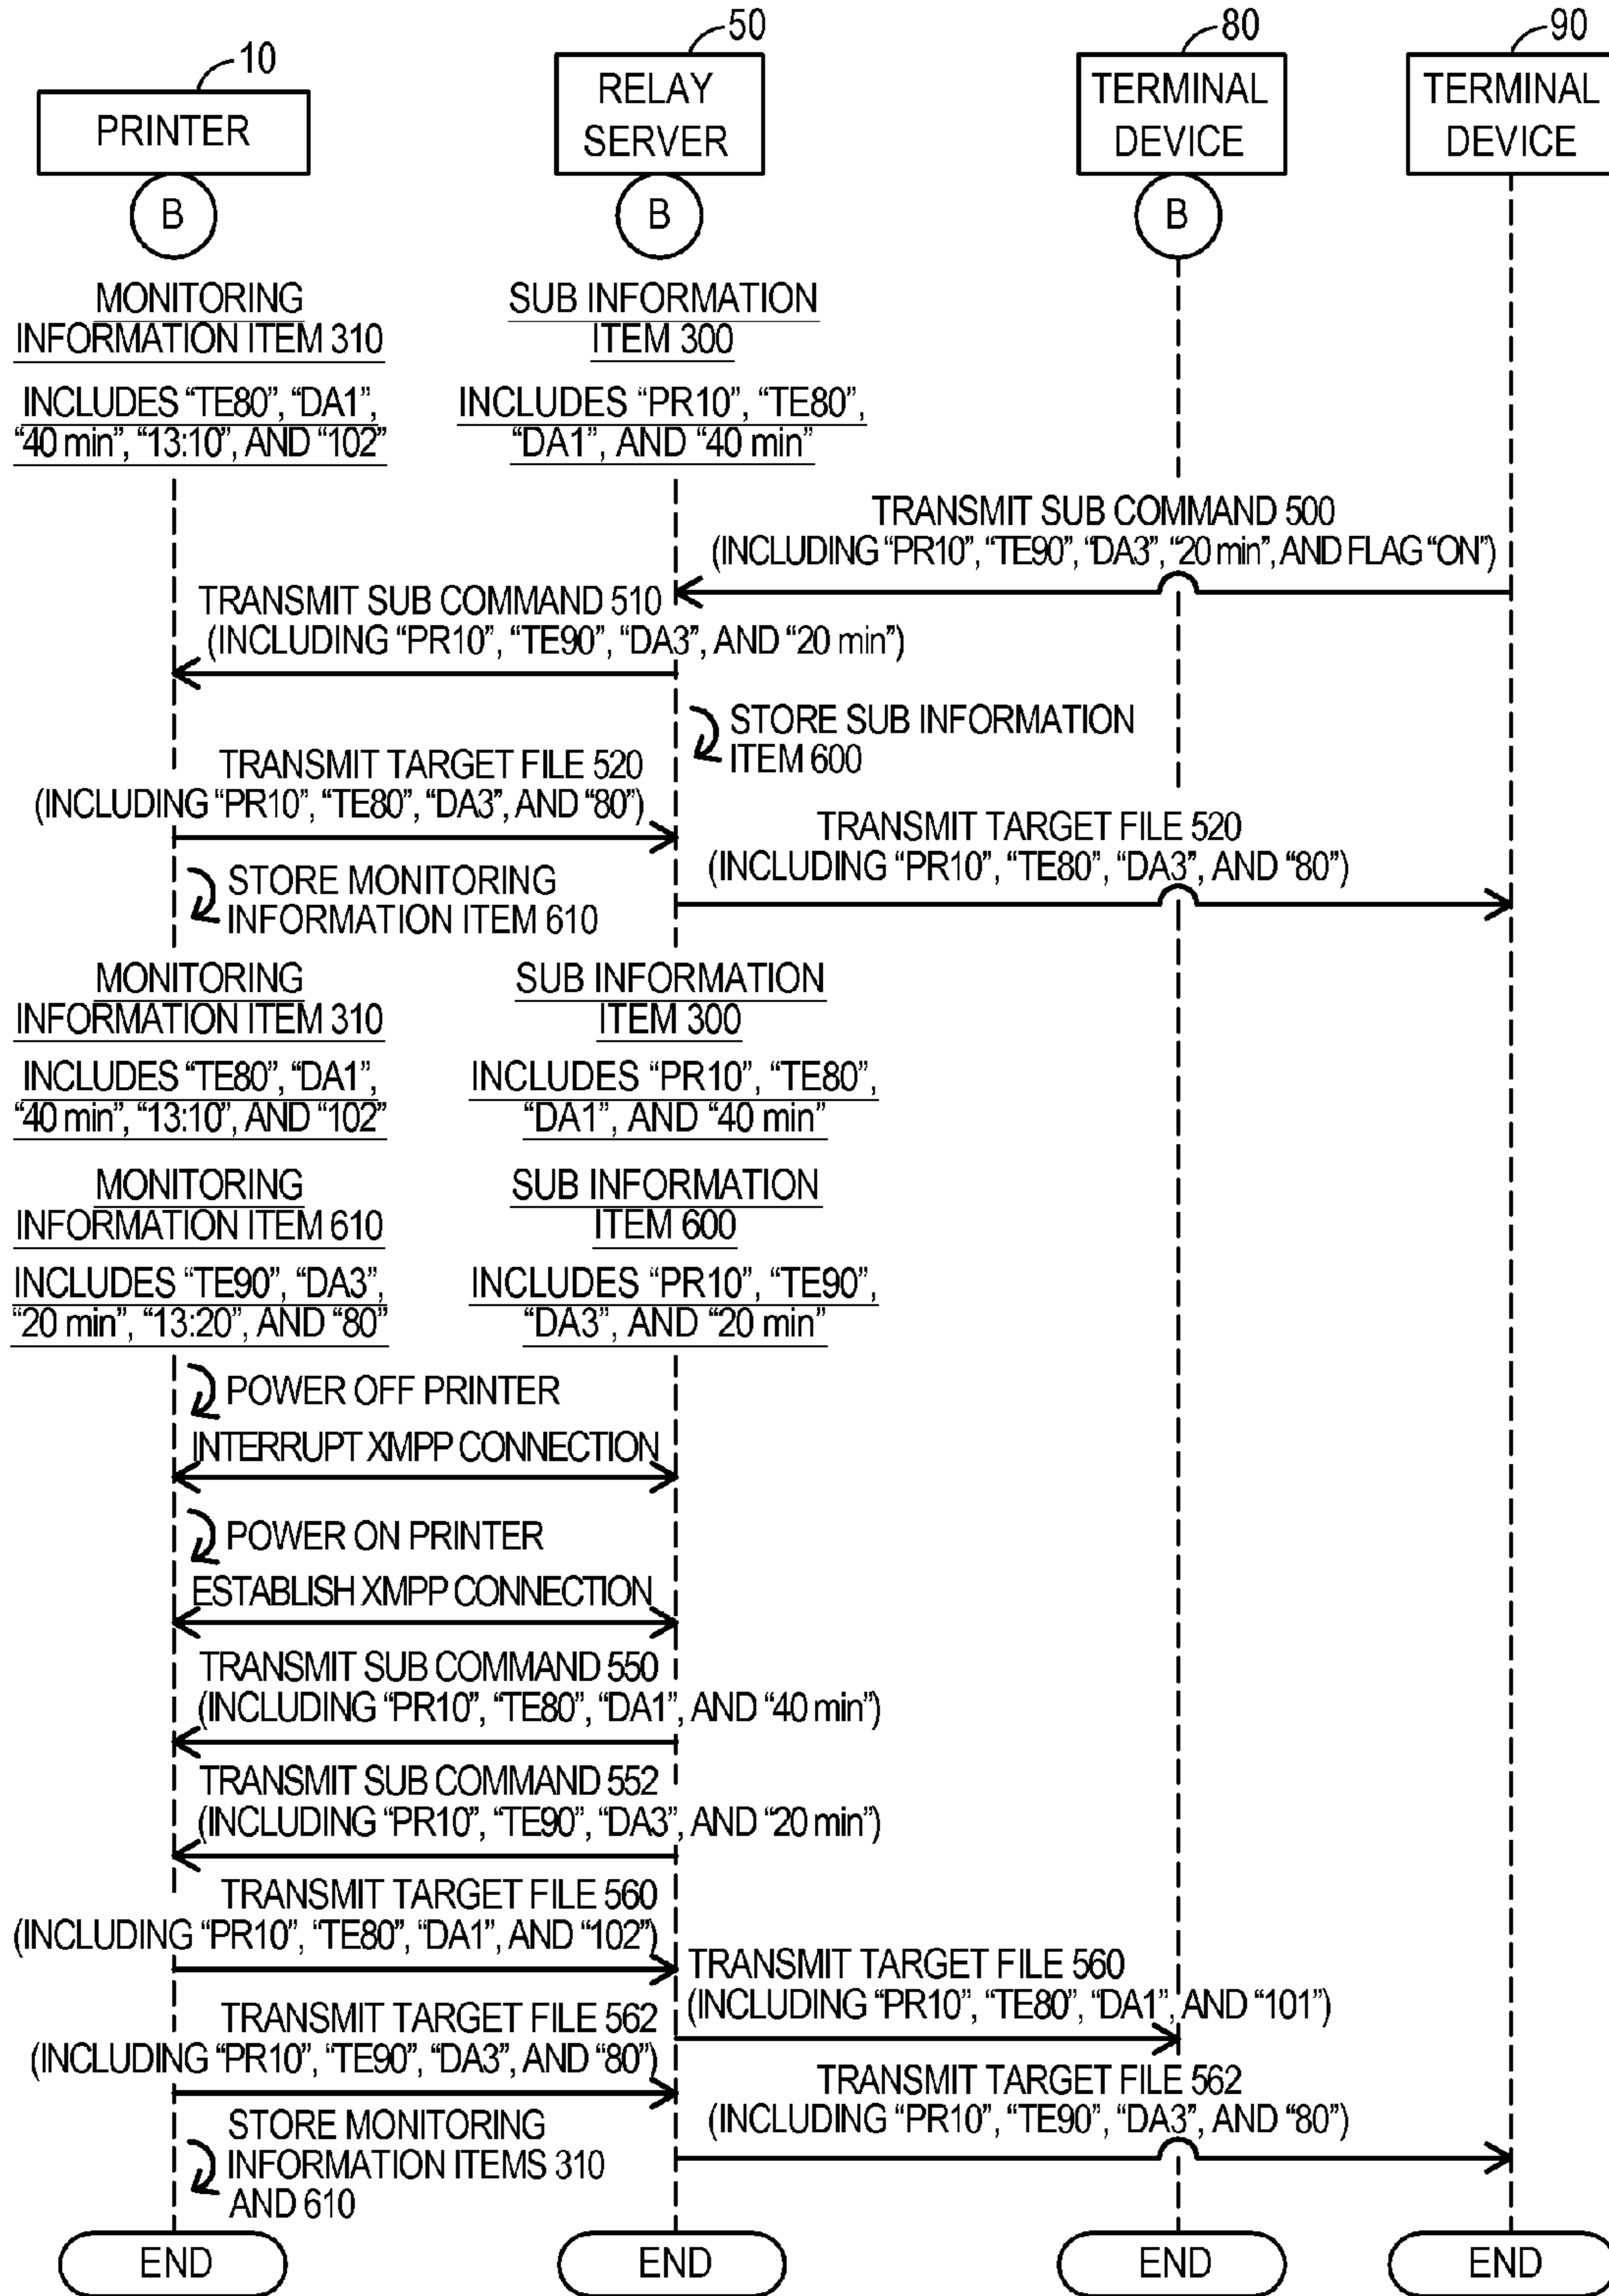 10
50
80
90
PRINTER
RELAY
SERVER
TERMINAL
DEVICE
TERMINAL
DEVICE
B
B
B
MONITORING
INFORMATION ITEM 310
INCLUDES “TE80”, “DA1”,
“40 min”, “13:10”, AND “102”
SUB INFORMATION
ITEM 300
INCLUDES “PR10”, “TE80”,
“DA1”, AND “40 min”
TRANSMIT SUB COMMAND 500
(INCLUDING “PR10”, “TE90”, “DA3”, “20 min”, AND FLAG “ON”)
TRANSMIT SUB COMMAND 510
(INCLUDING “PR10”, “TE90”, “DA3”, AND “20 min”)
STORE SUB INFORMATION
ITEM 600
TRANSMIT TARGET FILE 520
(INCLUDING “PR10”, “TE80”, “DA3”, AND “80”)
TRANSMIT TARGET FILE 520
(INCLUDING “PR10”, “TE80”, “DA3”, AND “80”)
STORE MONITORING
INFORMATION ITEM 610
MONITORING
INFORMATION ITEM 310
INCLUDES “TE80”, “DA1”,
“40 min”, “13:10”, AND “102”
SUB INFORMATION
ITEM 300
INCLUDES “PR10”, “TE80”,
“DA1”, AND “40 min”
MONITORING
INFORMATION ITEM 610
INCLUDES “TE90”, “DA3”,
“20 min”, “13:20”, AND “80”
SUB INFORMATION
ITEM 600
INCLUDES “PR10”, “TE90”,
“DA3”, AND “20 min”
POWER OFF PRINTER
INTERRUPT XMPP CONNECTION
POWER ON PRINTER
ESTABLISH XMPP CONNECTION
TRANSMIT SUB COMMAND 550
(INCLUDING “PR10”, “TE80”, “DA1”, AND “40 min”)
TRANSMIT SUB COMMAND 552
(INCLUDING “PR10”, “TE90”, “DA3”, AND “20 min”)
TRANSMIT TARGET FILE 560
(INCLUDING “PR10”, “TE80”, “DA1”, AND “102”)
TRANSMIT TARGET FILE 560
(INCLUDING “PR10”, “TE80”, “DA1”, AND “101”)
TRANSMIT TARGET FILE 562
(INCLUDING “PR10”, “TE90”, “DA3”, AND “80”)
TRANSMIT TARGET FILE 562
(INCLUDING “PR10”, “TE90”, “DA3”, AND “80”)
STORE MONITORING
INFORMATION ITEMS 310
AND 610
END
END
END
END